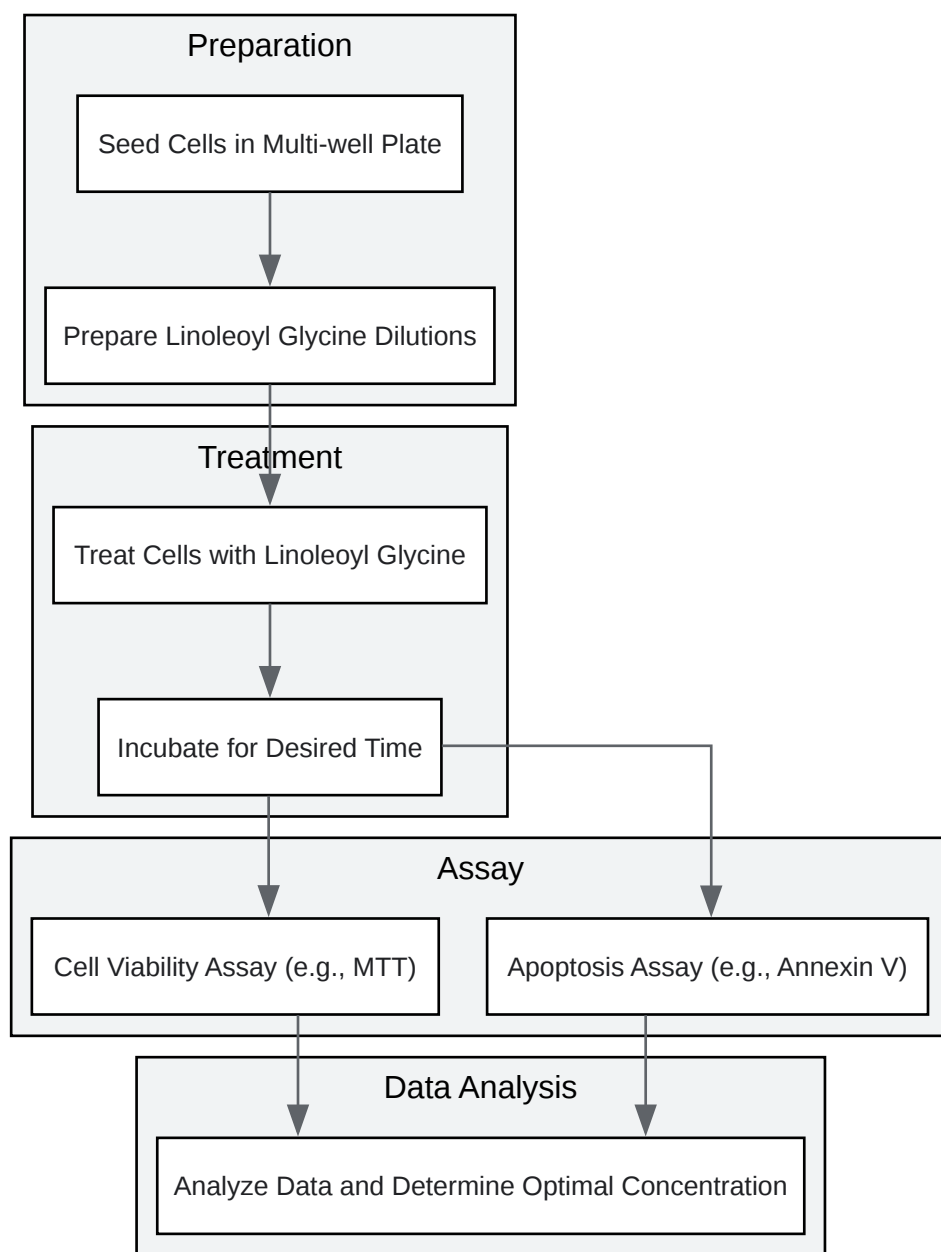 Preparation
Seed Cells in Multi-well Plate
Prepare Linoleoyl Glycine Dilutions
Treatment
Treat Cells with Linoleoyl Glycine
Incubate for Desired Time
Assay
Cell Viability Assay (e.g., MTT)
Apoptosis Assay (e.g., Annexin V)
Data Analysis
Analyze Data and Determine Optimal Concentration